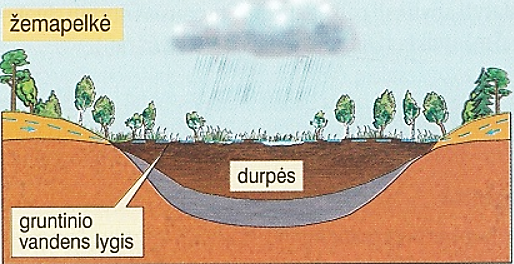 žemapelkė
durpės
gruntinio
vandens lygis